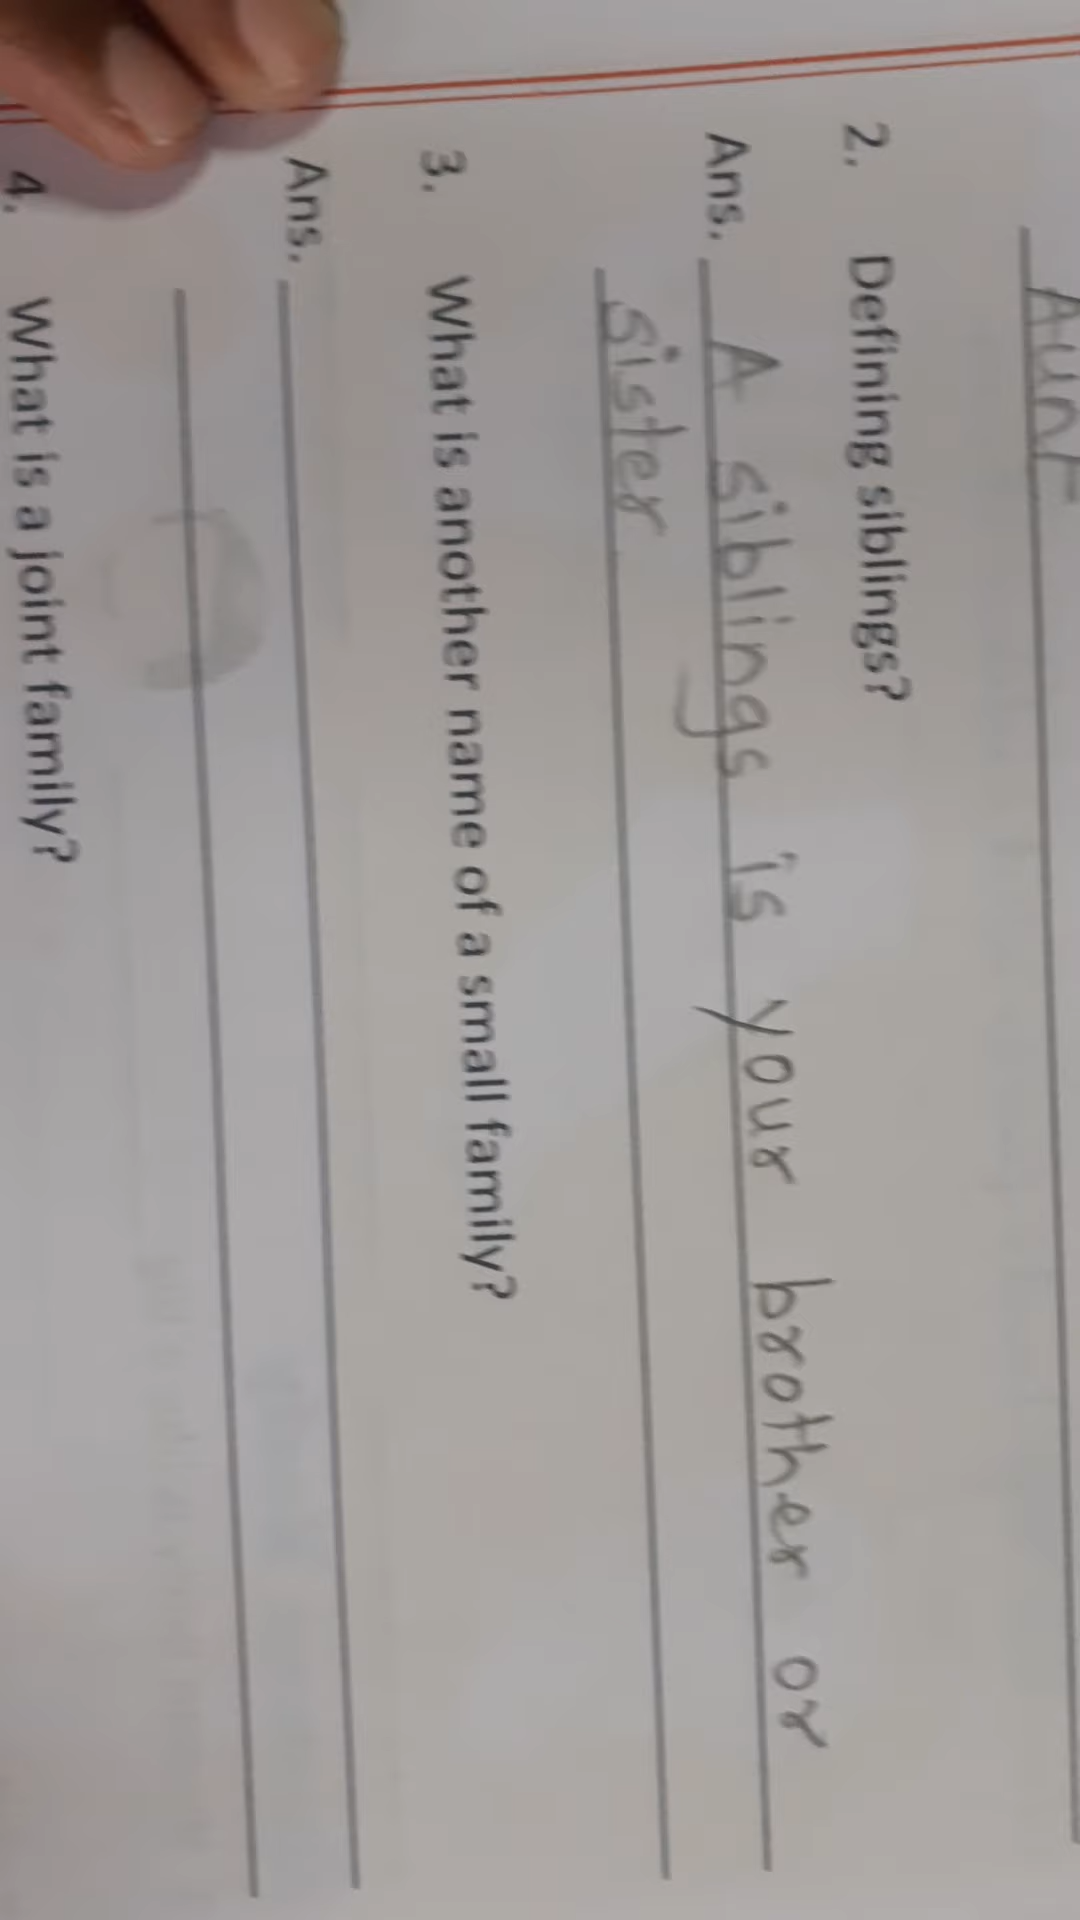 Aunt
2. Defining siblings?
Ans. A siblings is your brother or
sister
3. What is another name of a small family?
Ans.
4. What is a joint family?